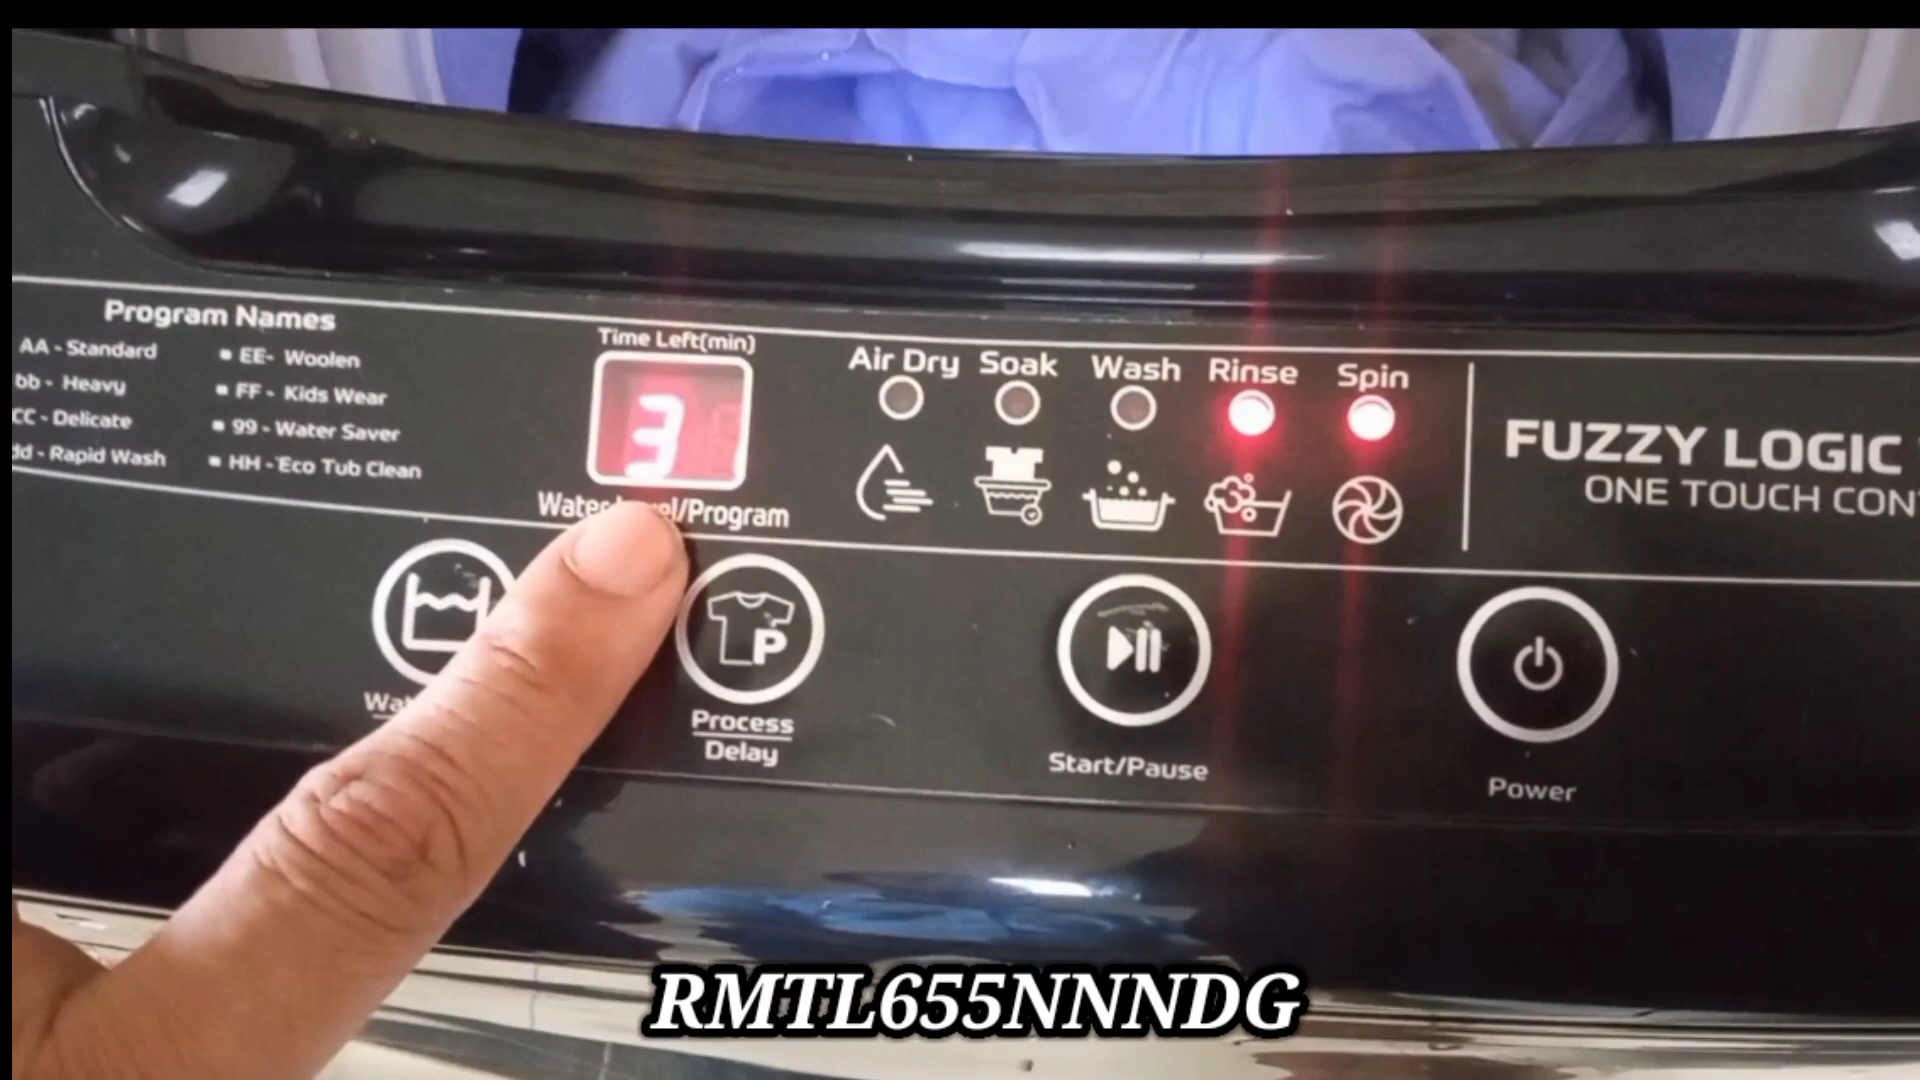 Program Names
AA - Standard
bb - Heavy
CC - Delicate
dd - Rapid Wash
EE- Woolen
FF - Kids Wear
99 - Water Saver
HH - Eco Tub Clean
Time Left(min)
3
/Program
Air Dry
Soak
Wash
Rinse
Spin
FUZZY LOGIC
ONE TOUCH
P
Process
Delay
Start/Pause
Power
RMTL655NNNDG